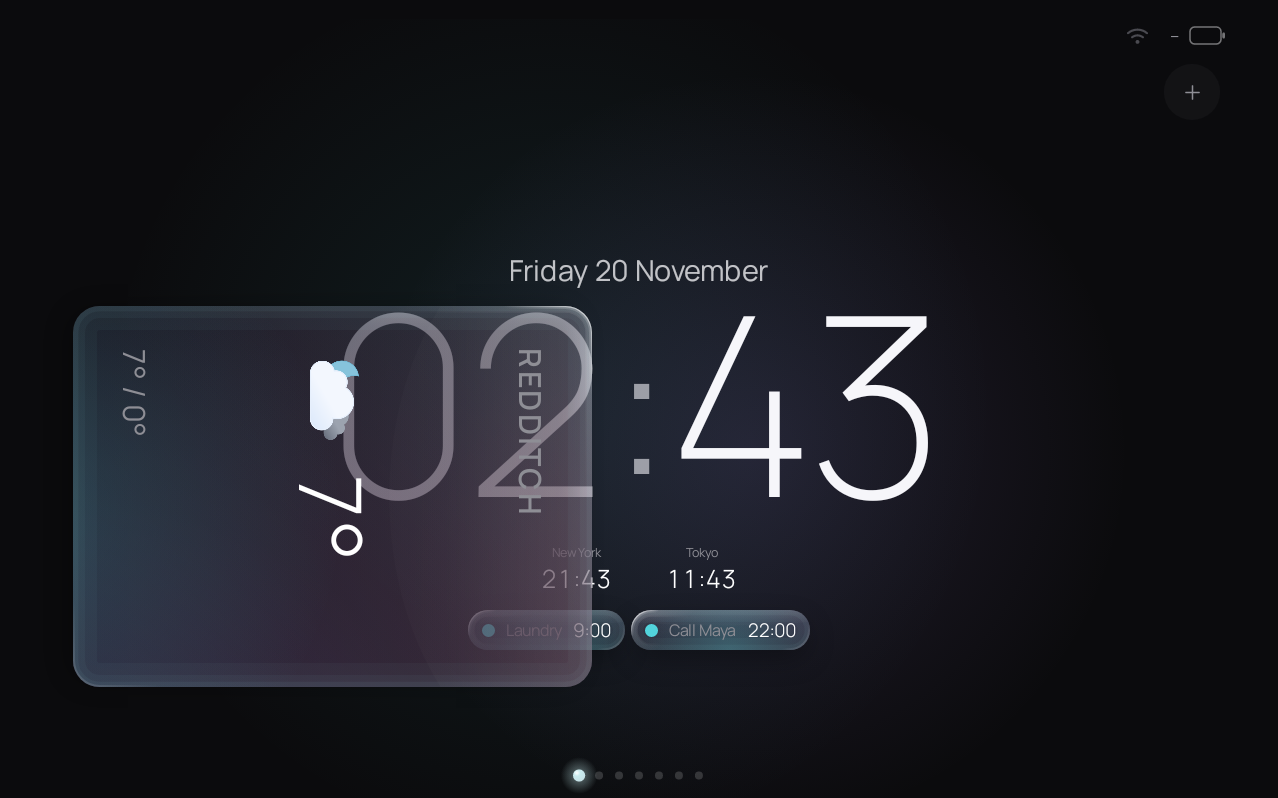 –
+
Friday 20 November
02:43
REDDITCH
7°
7° / 0°
New York
21:43
Tokyo
11:43
Laundry 9:00
Call Maya 22:00